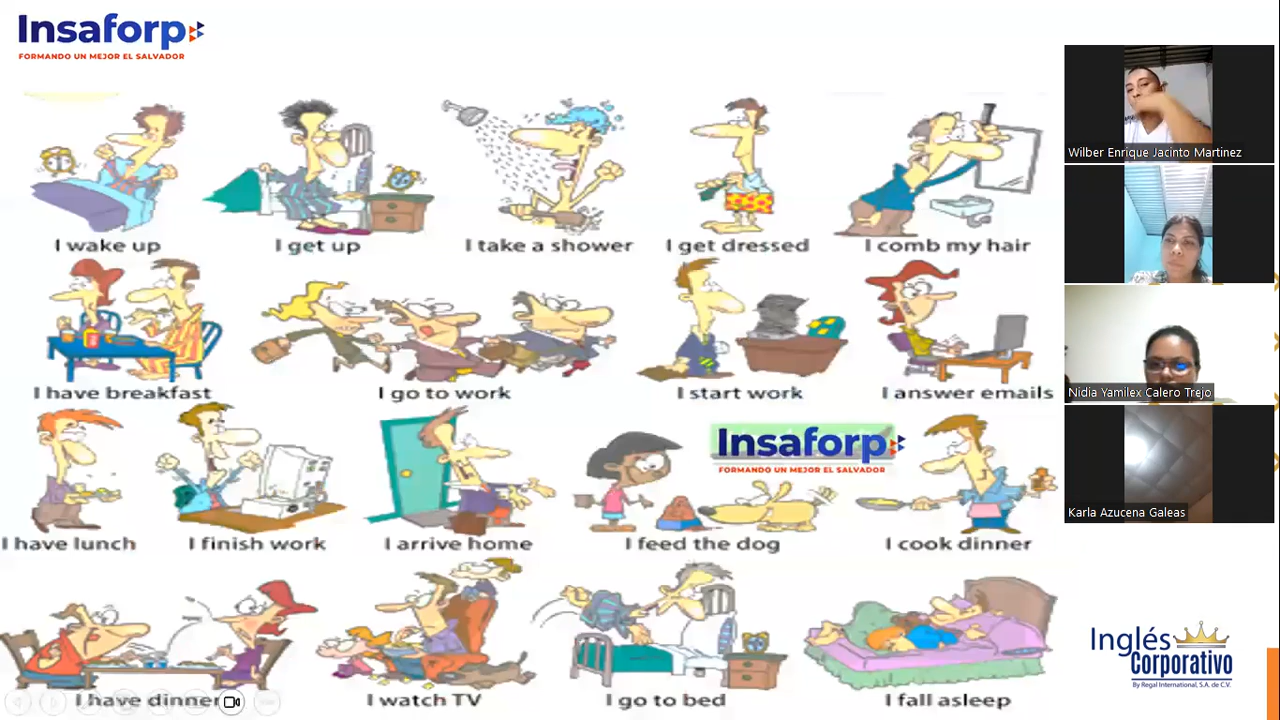 Insaforp
FORMANDO UN MEJOR EL SALVADOR
I wake up
I get up
I take a shower
I get dressed
I comb my hair
I have breakfast
I go to work
I start work
I answer emails
I have lunch
I finish work
I arrive home
I feed the dog
I cook dinner
Insaforp
FORMANDO UN MEJOR EL SALVADOR
I have dinner
I watch TV
I go to bed
I fall asleep
Wilber Enrique Jacinto Martinez
Nidia Yamilex Calero Trejo
Karla Azucena Galeas
Inglés
Corporativo
By Regal International, S.A. de C.V.